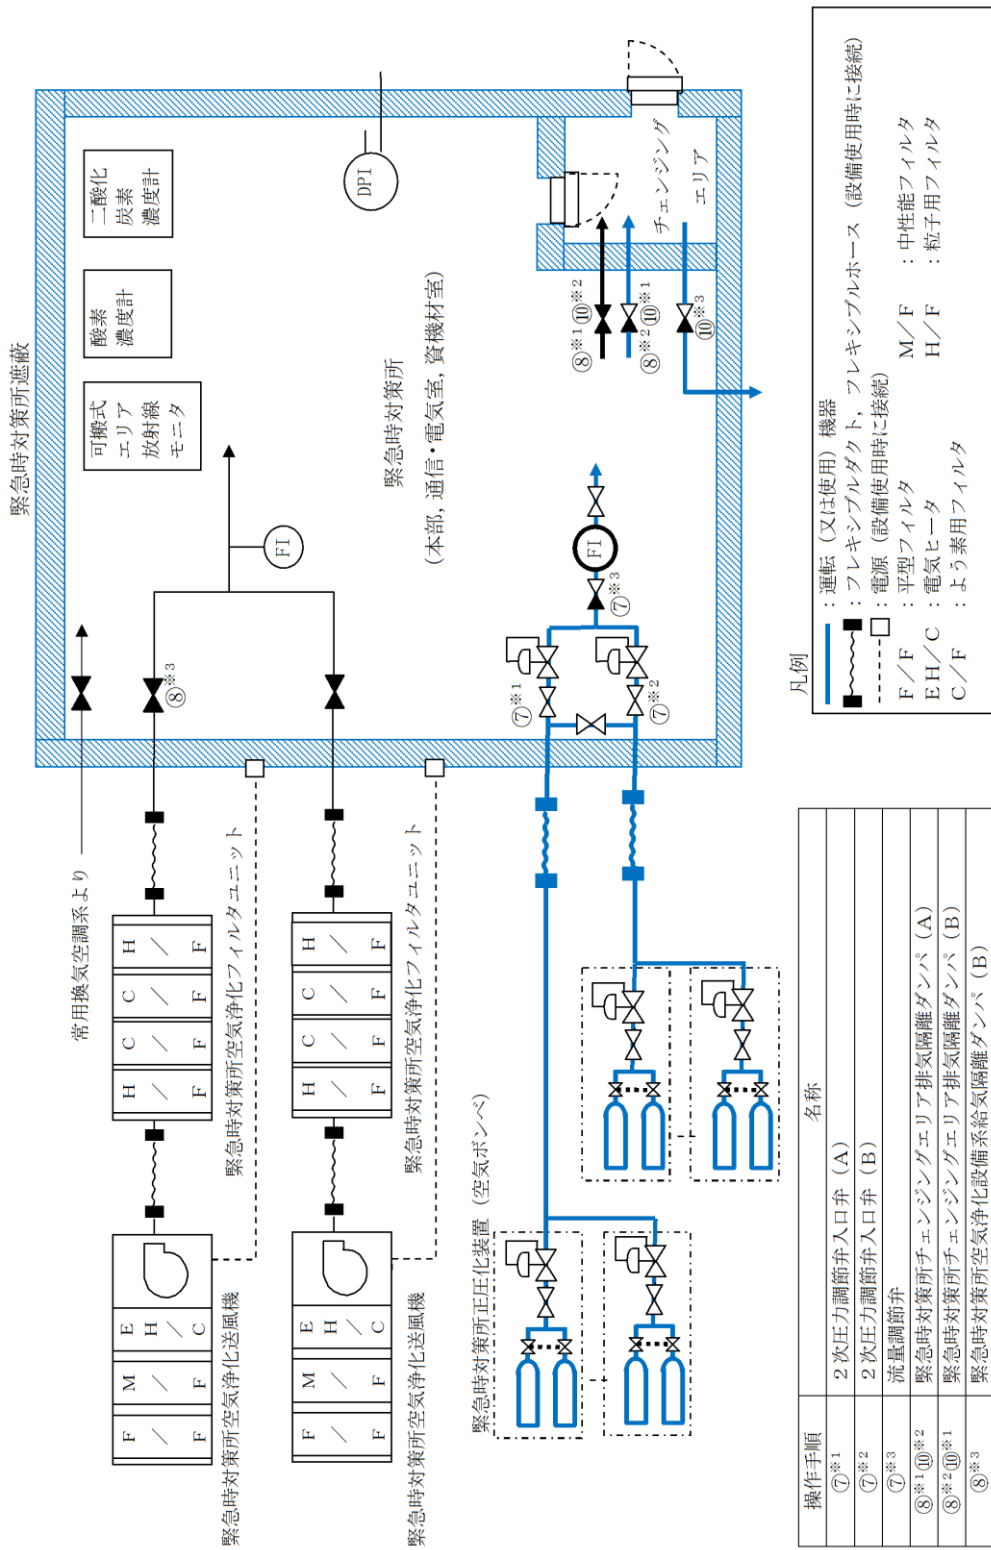 緊急時対策所遮蔽
常用換気空調系より
可搬式
エリア
放射線
モニタ
酸素
濃度計
二酸化
炭素
濃度計
DPI
FI
⑧※3
緊急時対策所
(本部，通信・電気室，資機材室)
F/F
M/F
EH/C
H/F
C/F
C/F
H/F
緊急時対策所空気浄化送風機
緊急時対策所空気浄化フィルタユニット
F/F
M/F
EH/C
H/F
C/F
C/F
H/F
緊急時対策所空気浄化送風機
緊急時対策所空気浄化フィルタユニット
緊急時対策所正圧化装置（空気ボンベ）
⑦※1
⑦※2
⑦※3
FI
⑧※1⑩※2
⑧※2⑩※1
⑩※3
チェンジング
エリア
操作手順 名称
⑦※1 ２次圧力調節弁入口弁（A）
⑦※2 ２次圧力調節弁入口弁（B）
⑦※3 流量調節弁
⑧※1⑩※2 緊急時対策所チェンジングエリア排気隔離ダンパ（A）
⑧※2⑩※1 緊急時対策所チェンジングエリア排気隔離ダンパ（B）
⑧※3 緊急時対策所空気浄化設備系給気隔離ダンパ（B）
凡例
：運転（又は使用）機器
：フレキシブルダクト，フレキシブルホース（設備使用時に接続）
：電源（設備使用時に接続）
F/F ：平型フィルタ M/F ：中性能フィルタ
EH/C ：電気ヒータ H/F ：粒子用フィルタ
C/F ：よう素用フィルタ